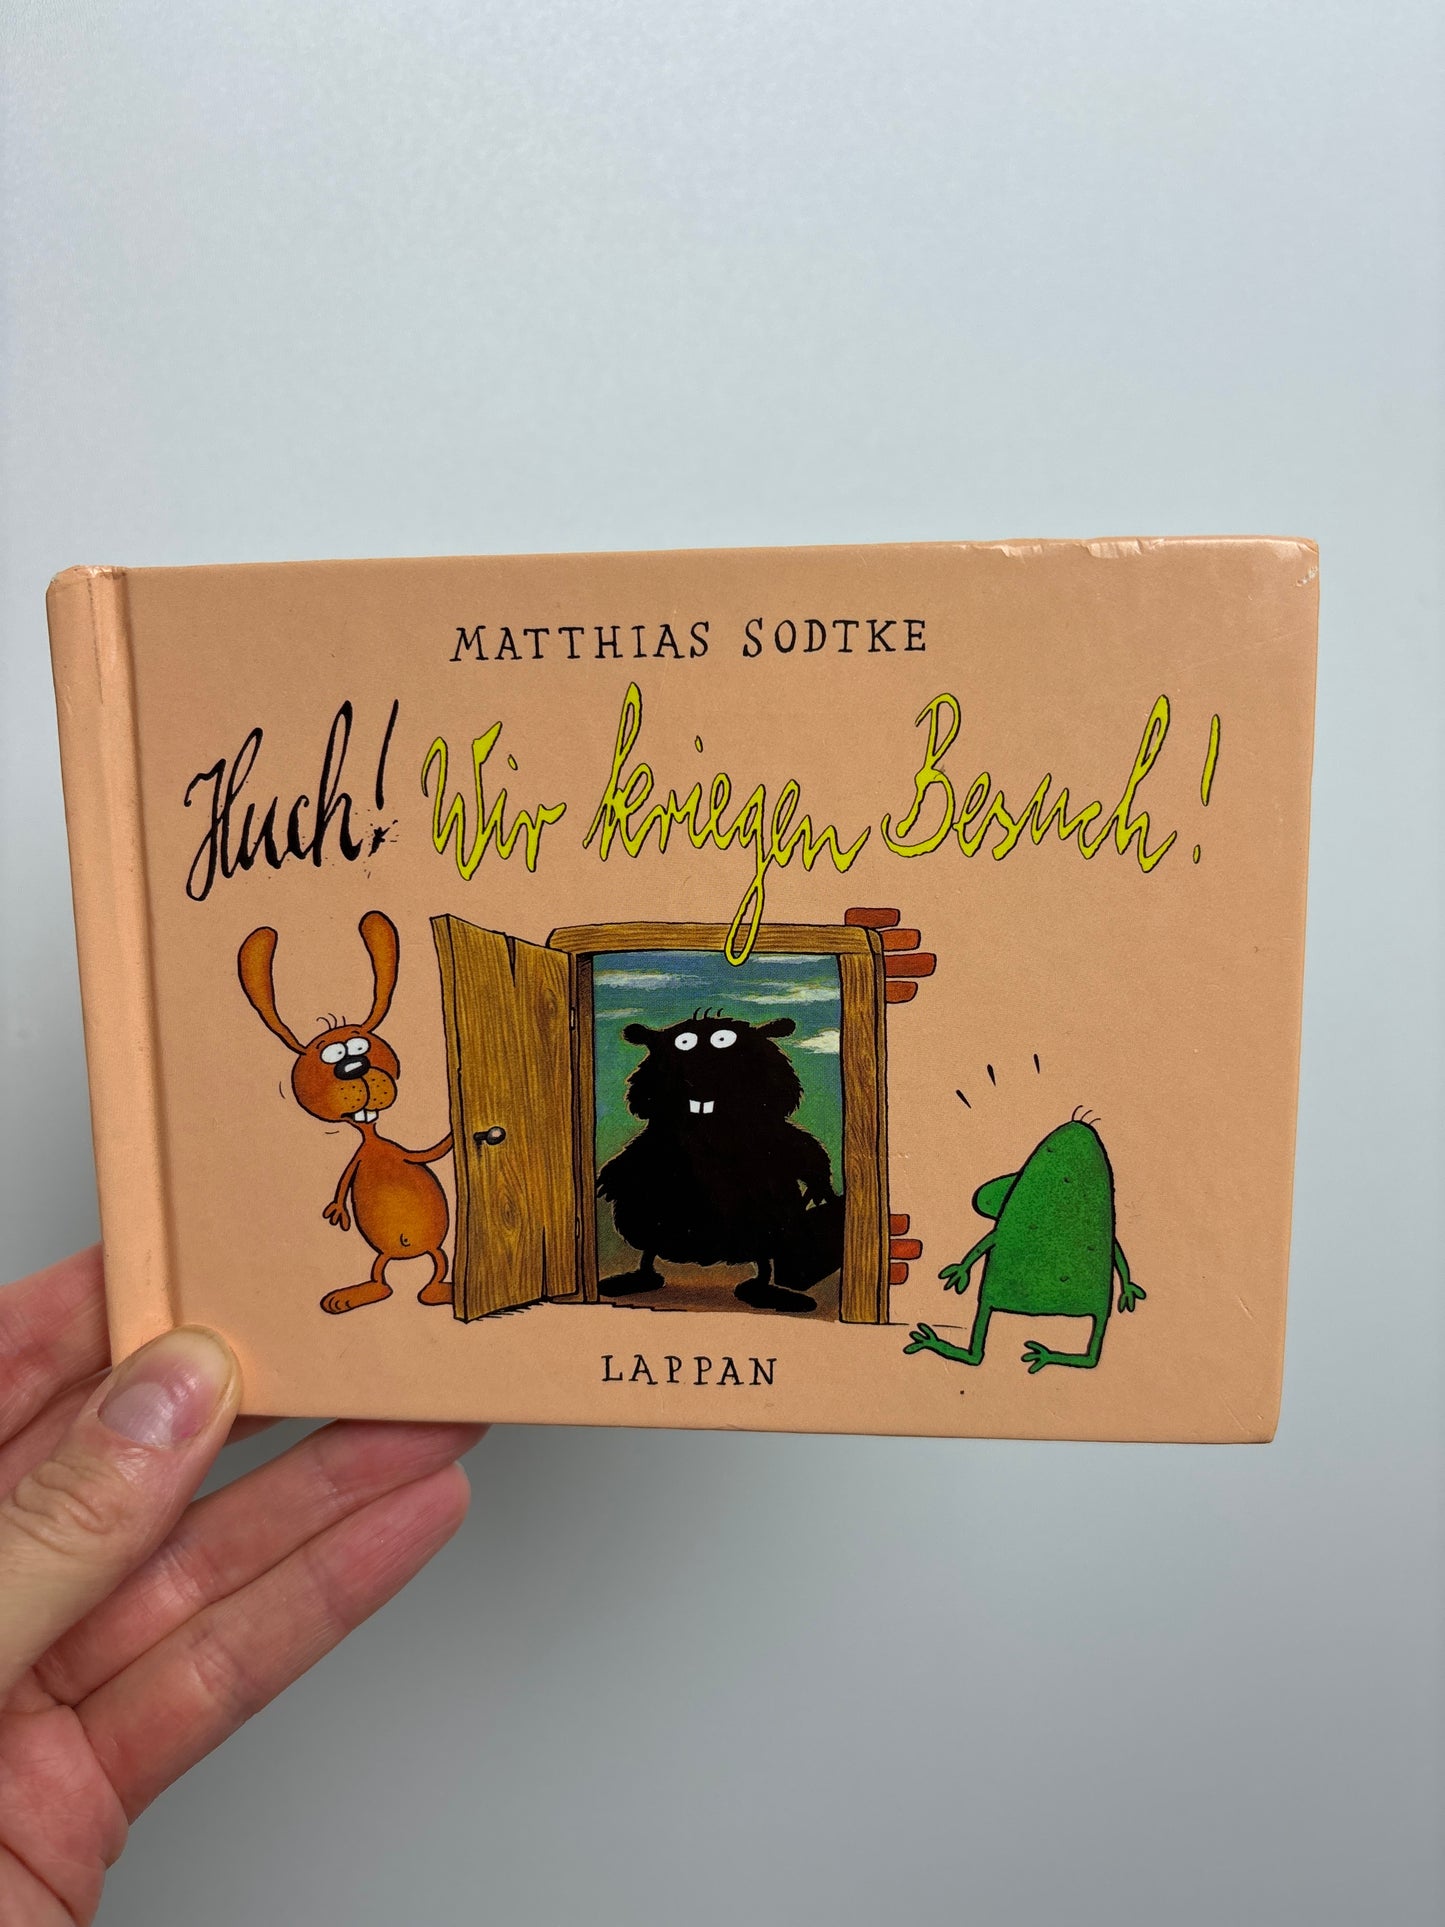 MATTHIAS SODTKE
Huch! Wir kriegen Besuch!
LAPPAN